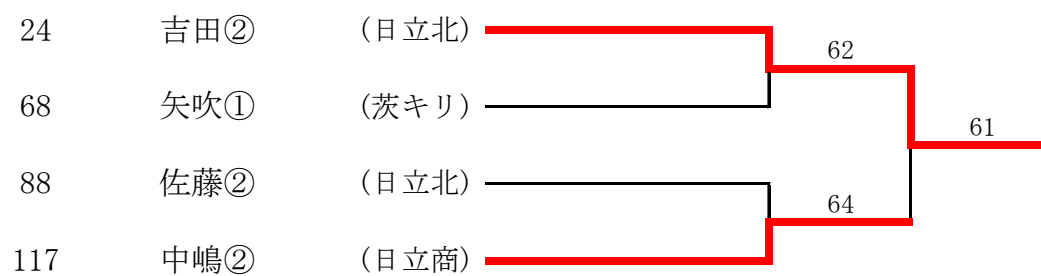 24 吉田② (日立北)
62
68 矢吹① (茨キリ)
61
88 佐藤② (日立北)
64
117 中嶋② (日立商)